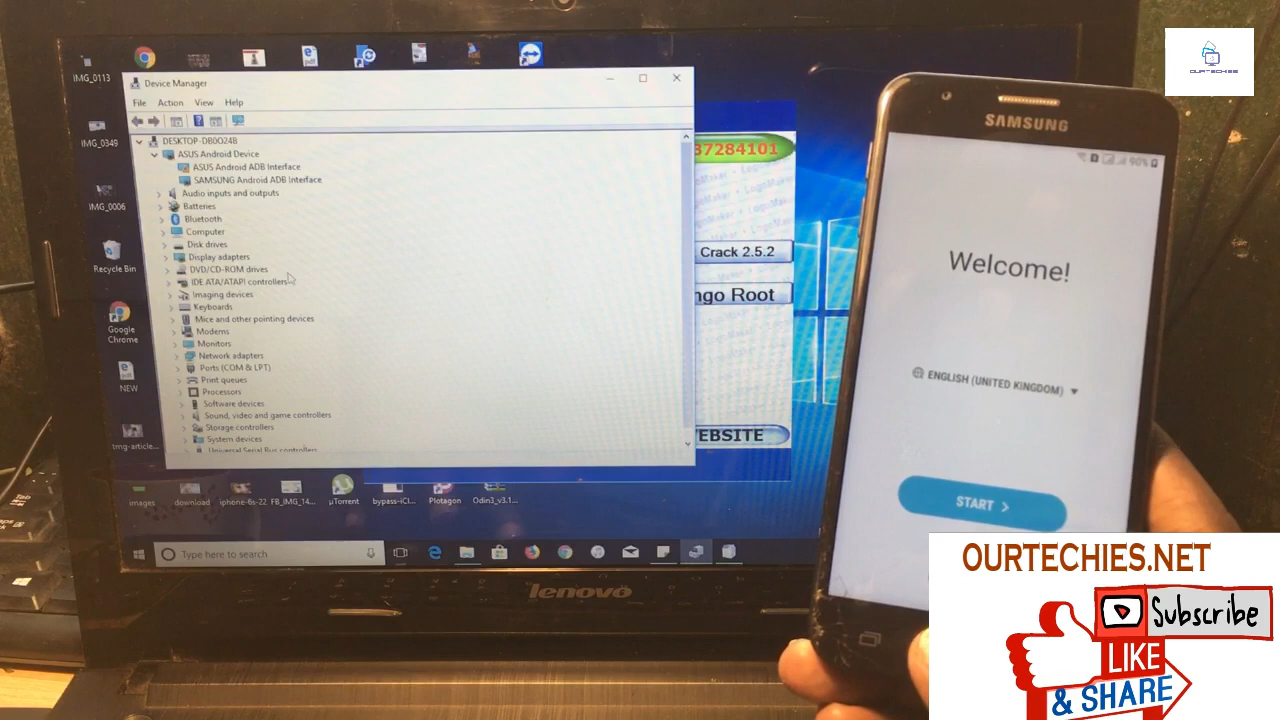 IMG_0113
IMG_0349
IMG_0006
Recycle Bin
Google
Chrome
NEW
tmg-article...
Device Manager
File Action View Help
DESKTOP-DB0O24B
ASUS Android Device
ASUS Android ADB Interface
SAMSUNG Android ADB Interface
Audio inputs and outputs
Batteries
Bluetooth
Computer
Disk drives
Display adapters
DVD/CD-ROM drives
IDE ATA/ATAPI controllers
Imaging devices
Keyboards
Mice and other pointing devices
Modems
Monitors
Network adapters
Ports (COM & LPT)
Print queues
Processors
Software devices
Sound, video and game controllers
Storage controllers
System devices
Universal Serial Bus controllers
37284101
Crack 2.5.2
ngo Root
EBSITE
images
download
iphone-6s-22
FB_IMG_14...
µTorrent
bypass-iCl...
Plotagon
Odin3_v3.1...
Type here to search
lenovo
SAMSUNG
90%
Welcome!
ENGLISH (UNITED KINGDOM)
START >
OURTECHIES
OURTECHIES.NET
Subscribe
LIKE
& SHARE